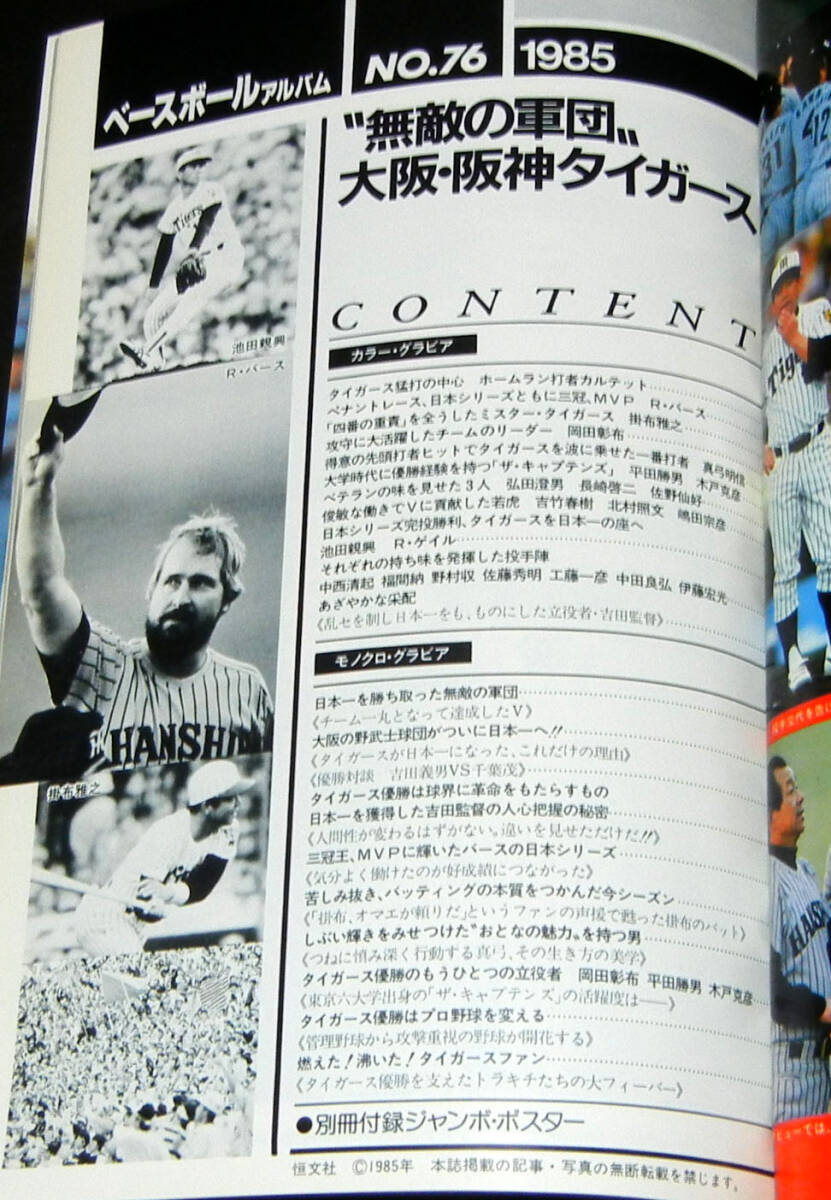 ベースボールアルバム
NO.76
1985
〝無敵の軍団〟
大阪・阪神タイガース
CONTENT
カラー・グラビア
タイガース猛打の中心 ホームラン打者カルテット
ペナントレース、日本シリーズともに三冠、MVP R・バース
「四番の重責」を全うしたミスター・タイガース 掛布雅之
攻守に大活躍したチームのリーダー 岡田彰布
得意の先頭打者ヒットでタイガースを波に乗せた一番打者 真弓明信
大学時代に優勝経験を持つ「ザ・キャプテンズ」 平田勝男 木戸克彦
ベテランの味を見せた3人 弘田澄男 長崎啓二 佐野仙好
俊敏な働きでVに貢献した若虎 吉竹春樹 北村照文 嶋田宗彦
日本シリーズ完投勝利、タイガースを日本一の座へ
池田親興 R・ゲイル
それぞれの持ち味を発揮した投手陣
中西清起 福間納 野村収 佐藤秀明 工藤一彦 中田良弘 伊藤宏光
あざやかな采配
《乱セを制し日本一をも、ものにした立役者・吉田監督》
モノクロ・グラビア
日本一を勝ち取った無敵の軍団
《チーム一丸となって達成したV》
大阪の野武士球団がついに日本一へ!!
《タイガースが日本一になった、これだけの理由》
《優勝対談 吉田義男VS千葉茂》
タイガース優勝は球界に革命をもたらすもの
日本一を獲得した吉田監督の人心把握の秘密
《人間性が変わるはずがない。違いを見せただけだ!!》
三冠王、MVPに輝いたバースの日本シリーズ
《気分よく働けたのが好成績につながった》
苦しみ抜き、バッティングの本質をつかんだ今シーズン
《「掛布、オマエが頼りだ」というファンの声援で甦った掛布のバット》
しぶい輝きをみせつけた〝おとなの魅力〟を持つ男
《つねに慎み深く行動する真弓、その生き方の美学》
タイガース優勝のもうひとつの立役者 岡田彰布 平田勝男 木戸克彦
《東京六大学出身の「ザ・キャプテンズ」の活躍度は――》
タイガース優勝はプロ野球を変える
《管理野球から攻撃重視の野球が開花する》
燃えた!沸いた!タイガースファン
《タイガース優勝を支えたトラキチたちの大フィーバー》
●別冊付録ジャンボ・ポスター
恒文社 ©1985年 本誌掲載の記事・写真の無断転載を禁じます。
池田親興
R・バース
Tigers
HANSHIN
掛布雅之
31
12
Tige
HANS